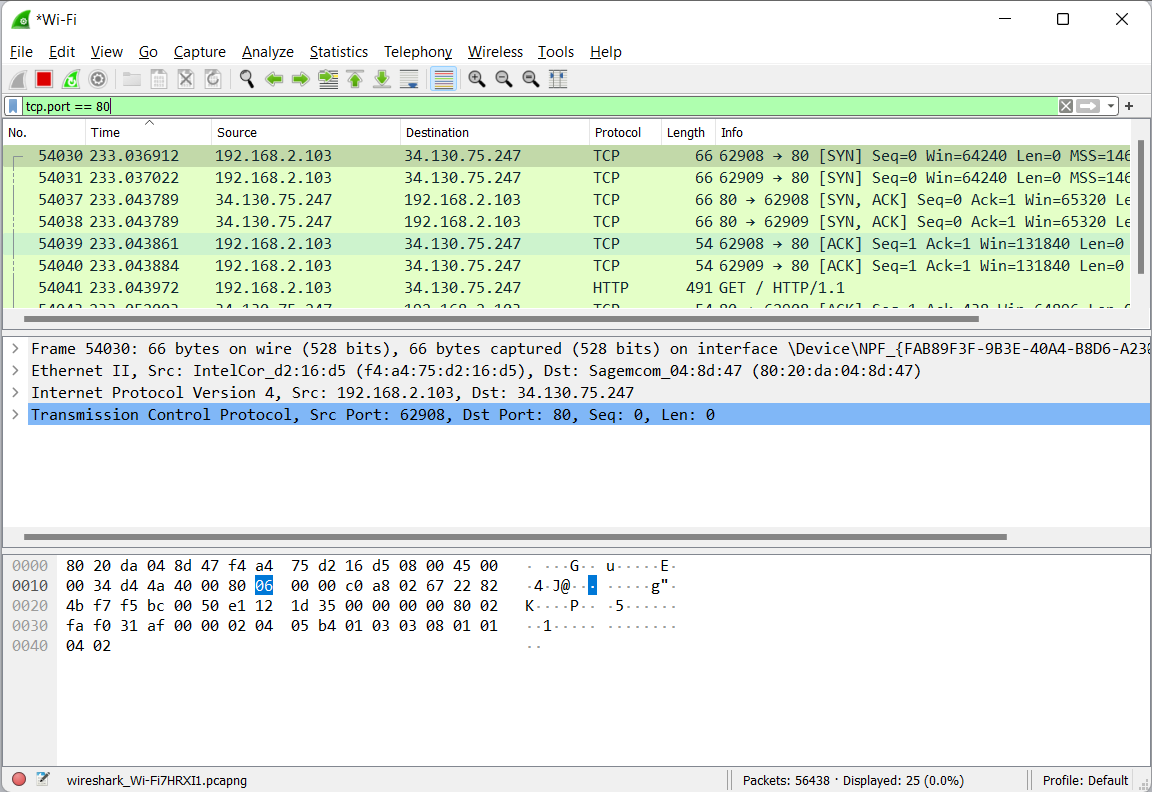 *Wi-Fi
File Edit View Go Capture Analyze Statistics Telephony Wireless Tools Help
tcp.port == 80
No. Time Source Destination Protocol Length Info
54030 233.036912 192.168.2.103 34.130.75.247 TCP 66 62908 → 80 [SYN] Seq=0 Win=64240 Len=0 MSS=146
54031 233.037022 192.168.2.103 34.130.75.247 TCP 66 62909 → 80 [SYN] Seq=0 Win=64240 Len=0 MSS=146
54037 233.043789 34.130.75.247 192.168.2.103 TCP 66 80 → 62908 [SYN, ACK] Seq=0 Ack=1 Win=65320 Le
54038 233.043789 34.130.75.247 192.168.2.103 TCP 66 80 → 62909 [SYN, ACK] Seq=0 Ack=1 Win=65320 Le
54039 233.043861 192.168.2.103 34.130.75.247 TCP 54 62908 → 80 [ACK] Seq=1 Ack=1 Win=131840 Len=0
54040 233.043884 192.168.2.103 34.130.75.247 TCP 54 62909 → 80 [ACK] Seq=1 Ack=1 Win=131840 Len=0
54041 233.043972 192.168.2.103 34.130.75.247 HTTP 491 GET / HTTP/1.1
34.130.75.247 192.168.2.103 TCP 54 80 → 62908 [ACK] Seq=1 Ack=438
Frame 54030: 66 bytes on wire (528 bits), 66 bytes captured (528 bits) on interface \Device\NPF_{FAB89F3F-9B3E-40A4-B8D6-A23
Ethernet II, Src: IntelCor_d2:16:d5 (f4:a4:75:d2:16:d5), Dst: Sagemcom_04:8d:47 (80:20:da:04:8d:47)
Internet Protocol Version 4, Src: 192.168.2.103, Dst: 34.130.75.247
Transmission Control Protocol, Src Port: 62908, Dst Port: 80, Seq: 0, Len: 0
0000 80 20 da 04 8d 47 f4 a4 75 d2 16 d5 08 00 45 00 · ···G·· u·····E·
0010 00 34 d4 4a 40 00 80 06 00 00 c0 a8 02 67 22 82 ·4·J@··· ·····g"·
0020 4b f7 f5 bc 00 50 e1 12 1d 35 00 00 00 00 80 02 K····P·· ·5······
0030 fa f0 31 af 00 00 02 04 05 b4 01 03 03 08 01 01 ··1····· ········
0040 04 02 ··
wireshark_Wi-Fi7HRXI1.pcapng Packets: 56438 · Displayed: 25 (0.0%) Profile: Default